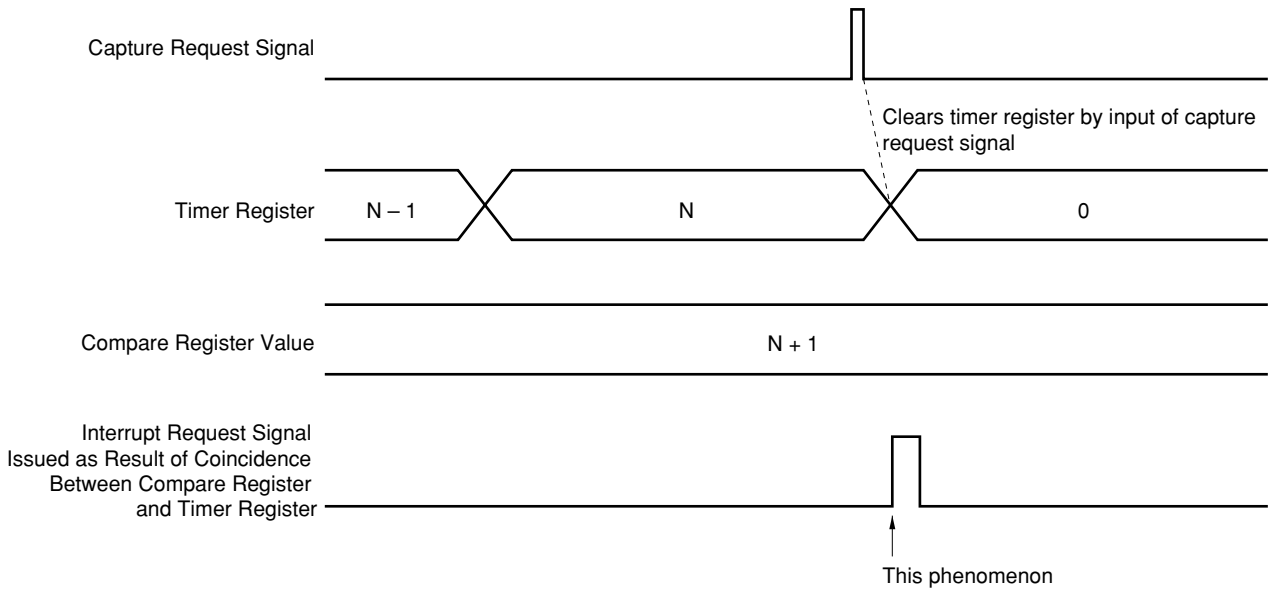 Capture Request Signal
Clears timer register by input of capture
request signal
Timer Register
N – 1
N
0
Compare Register Value
N + 1
Interrupt Request Signal
Issued as Result of Coincidence
Between Compare Register
and Timer Register
This phenomenon